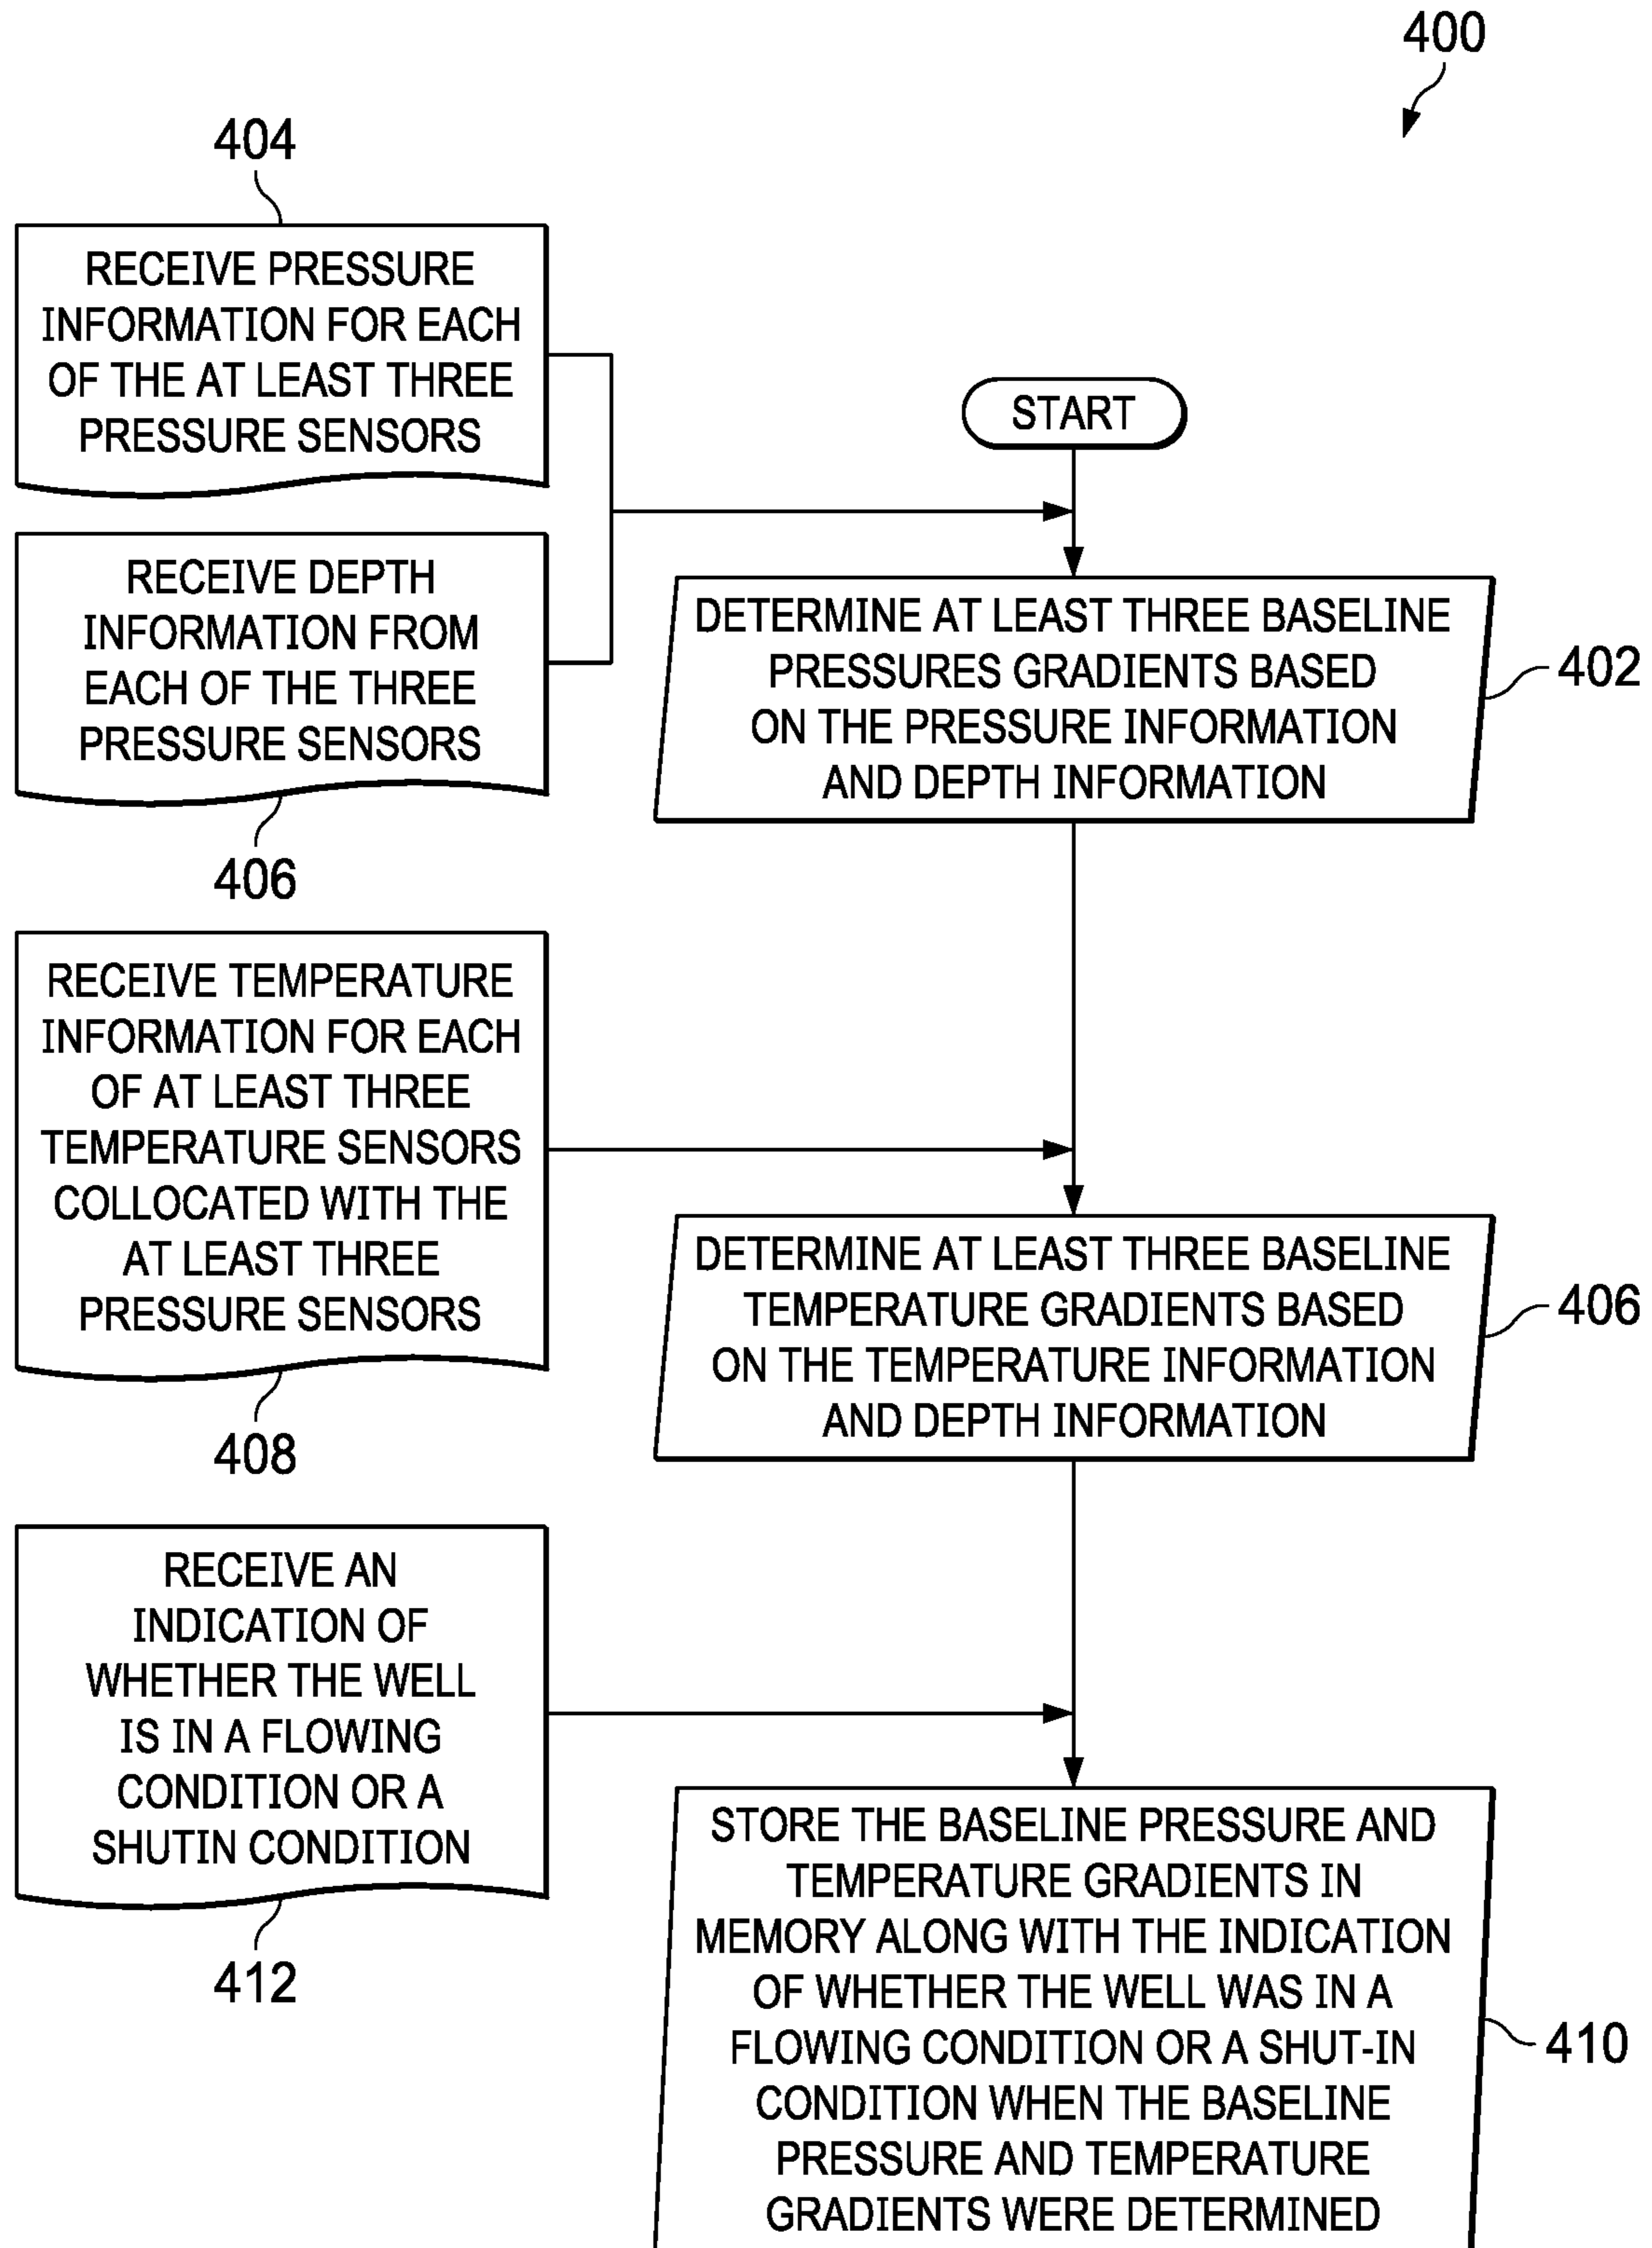 400
404
RECEIVE PRESSURE
INFORMATION FOR EACH
OF THE AT LEAST THREE
PRESSURE SENSORS
START
RECEIVE DEPTH
INFORMATION FROM
EACH OF THE THREE
PRESSURE SENSORS
406
DETERMINE AT LEAST THREE BASELINE
PRESSURES GRADIENTS BASED
ON THE PRESSURE INFORMATION
AND DEPTH INFORMATION
402
RECEIVE TEMPERATURE
INFORMATION FOR EACH
OF AT LEAST THREE
TEMPERATURE SENSORS
COLLOCATED WITH THE
AT LEAST THREE
PRESSURE SENSORS
408
DETERMINE AT LEAST THREE BASELINE
TEMPERATURE GRADIENTS BASED
ON THE TEMPERATURE INFORMATION
AND DEPTH INFORMATION
406
RECEIVE AN
INDICATION OF
WHETHER THE WELL
IS IN A FLOWING
CONDITION OR A
SHUTIN CONDITION
412
STORE THE BASELINE PRESSURE AND
TEMPERATURE GRADIENTS IN
MEMORY ALONG WITH THE INDICATION
OF WHETHER THE WELL WAS IN A
FLOWING CONDITION OR A SHUT-IN
CONDITION WHEN THE BASELINE
PRESSURE AND TEMPERATURE
GRADIENTS WERE DETERMINED
410